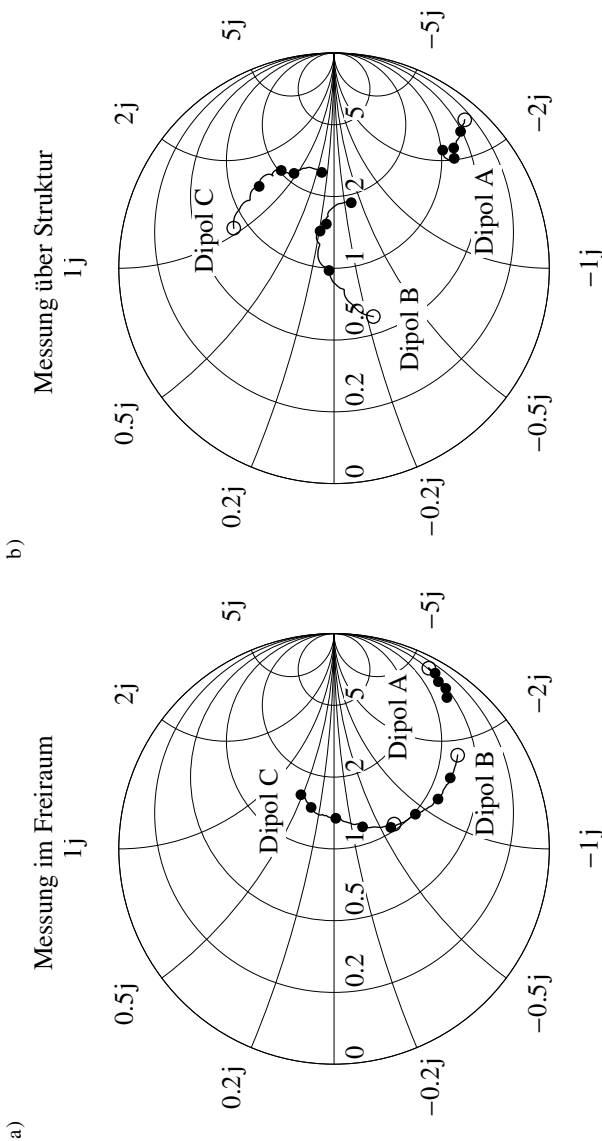 a)
Messung im Freiraum
1j
0.5j
2j
0.2j
5j
0
0.2
0.5
1
2
5
Dipol C
Dipol A
Dipol B
−0.2j
−5j
−0.5j
−2j
−1j
b)
Messung über Struktur
1j
0.5j
2j
0.2j
5j
Dipol C
0
0.2
0.5
1
2
5
Dipol B
Dipol A
−0.2j
−5j
−0.5j
−2j
−1j